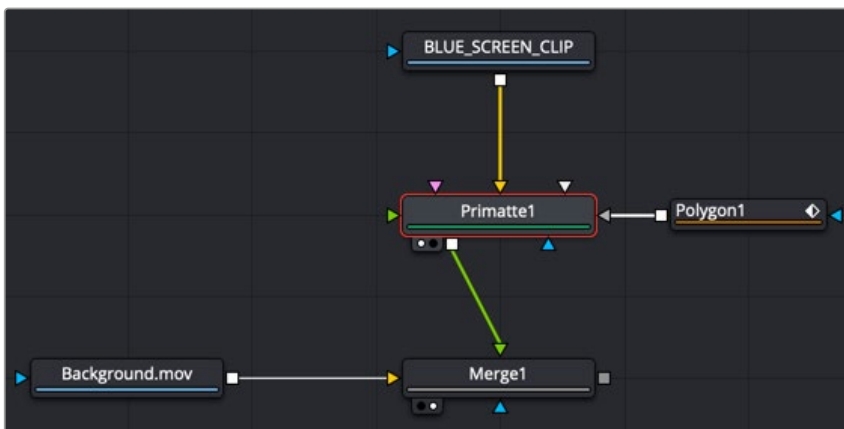 BLUE_SCREEN_CLIP
Primatte1
Polygon1
Background.mov
Merge1